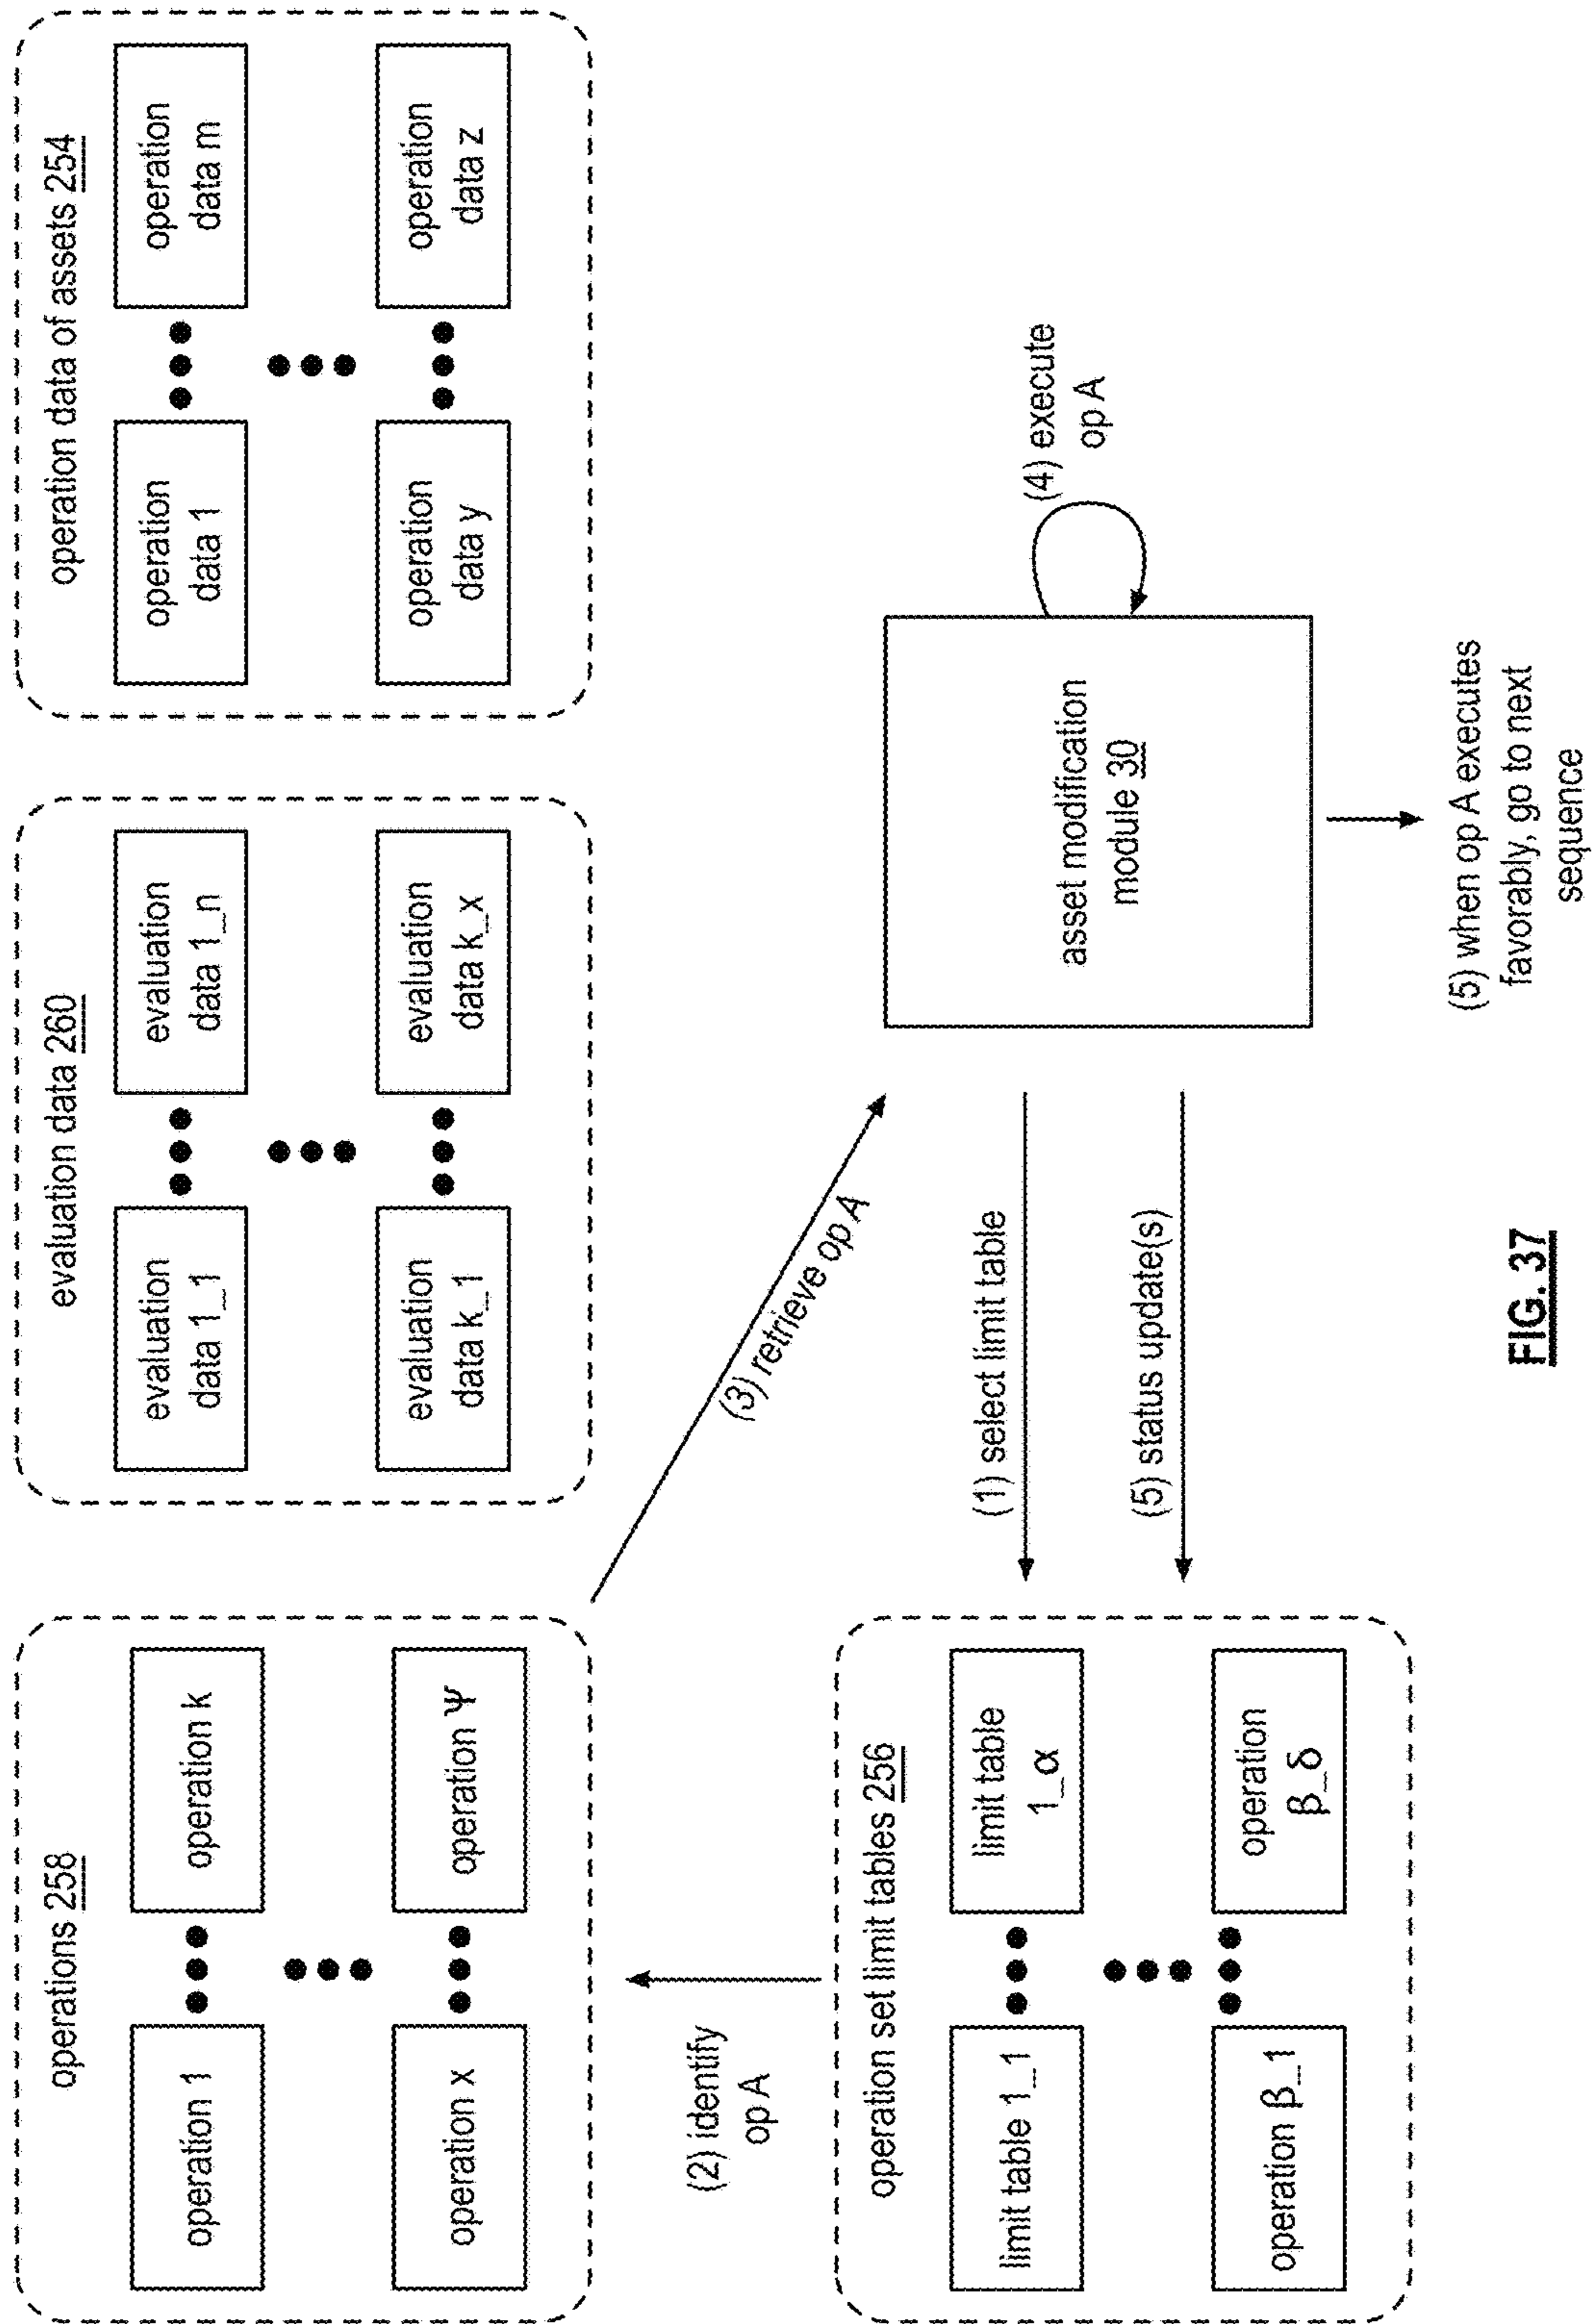 operations 258
operation 1
operation k
operation x
operation Ψ
evaluation data 260
evaluation
data 1_1
evaluation
data 1_n
evaluation
data k_1
evaluation
data k_x
operation data of assets 254
operation
data 1
operation
data m
operation
data y
operation
data z
(2) identify
op A
(3) retrieve op A
operation set limit tables 256
limit table 1_1
limit table
1_α
operation β_1
operation
β_δ
(1) select limit table
(5) status update(s)
asset modification
module 30
(4) execute
op A
(5) when op A executes
favorably, go to next
sequence
FIG. 37